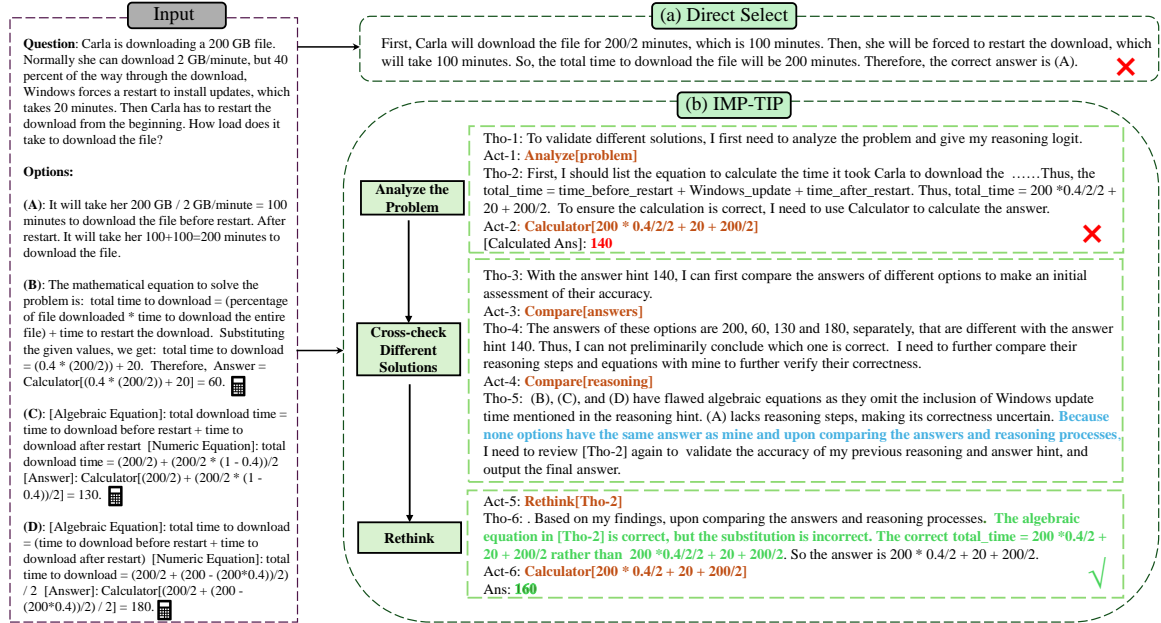 Input
Question: Carla is downloading a 200 GB file.
Normally she can download 2 GB/minute, but 40
percent of the way through the download,
Windows forces a restart to install updates, which
takes 20 minutes. Then Carla has to restart the
download from the beginning. How load does it
take to download the file?
Options:
(A): It will take her 200 GB / 2 GB/minute = 100
minutes to download the file before restart. After
restart. It will take her 100+100=200 minutes to
download the file.
(B): The mathematical equation to solve the
problem is:  total time to download = (percentage
of file downloaded * time to download the entire
file) + time to restart the download.  Substituting
the given values, we get:  total time to download
= (0.4 * (200/2)) + 20.  Therefore,  Answer =
Calculator[(0.4 * (200/2)) + 20] = 60.
(C): [Algebraic Equation]: total download time =
time to download before restart + time to
download after restart  [Numeric Equation]: total
download time = (200/2) + (200/2 * (1 - 0.4))/2
[Answer]: Calculator[(200/2) + (200/2 * (1 -
0.4))/2] = 130.
(D): [Algebraic Equation]: total time to download
= (time to download before restart + time to
download after restart)  [Numeric Equation]: total
time to download = (200/2 + (200 - (200*0.4))/2)
/ 2  [Answer]: Calculator[(200/2 + (200 -
(200*0.4))/2) / 2] = 180.
(a) Direct Select
First, Carla will download the file for 200/2 minutes, which is 100 minutes. Then, she will be forced to restart the download, which
will take 100 minutes. So, the total time to download the file will be 200 minutes. Therefore, the correct answer is (A).
(b) IMP-TIP
Analyze the
Problem
Tho-1: To validate different solutions, I first need to analyze the problem and give my reasoning logit.
Act-1: Analyze[problem]
Tho-2: First, I should list the equation to calculate the time it took Carla to download the ……Thus, the
total_time = time_before_restart + Windows_update + time_after_restart. Thus, total_time = 200 *0.4/2/2 +
20 + 200/2.  To ensure the calculation is correct, I need to use Calculator to calculate the answer.
Act-2: Calculator[200 * 0.4/2/2 + 20 + 200/2]
[Calculated Ans]: 140
Cross-check
Different
Solutions
Tho-3: With the answer hint 140, I can first compare the answers of different options to make an initial
assessment of their accuracy.
Act-3: Compare[answers]
Tho-4: The answers of these options are 200, 60, 130 and 180, separately, that are different with the answer
hint 140. Thus, I can not preliminarily conclude which one is correct.  I need to further compare their
reasoning steps and equations with mine to further verify their correctness.
Act-4: Compare[reasoning]
Tho-5:  (B), (C), and (D) have flawed algebraic equations as they omit the inclusion of Windows update
time mentioned in the reasoning hint. (A) lacks reasoning steps, making its correctness uncertain. Because
none options have the same answer as mine and upon comparing the answers and reasoning processes,
I need to review [Tho-2] again to  validate the accuracy of my previous reasoning and answer hint, and
output the final answer.
Rethink
Act-5: Rethink[Tho-2]
Tho-6: . Based on my findings, upon comparing the answers and reasoning processes.  The algebraic
equation in [Tho-2] is correct, but the substitution is incorrect. The correct total_time = 200 *0.4/2 +
20 + 200/2 rather than  200 *0.4/2/2 + 20 + 200/2. So the answer is 200 * 0.4/2 + 20 + 200/2.
Act-6: Calculator[200 * 0.4/2 + 20 + 200/2]
Ans: 160